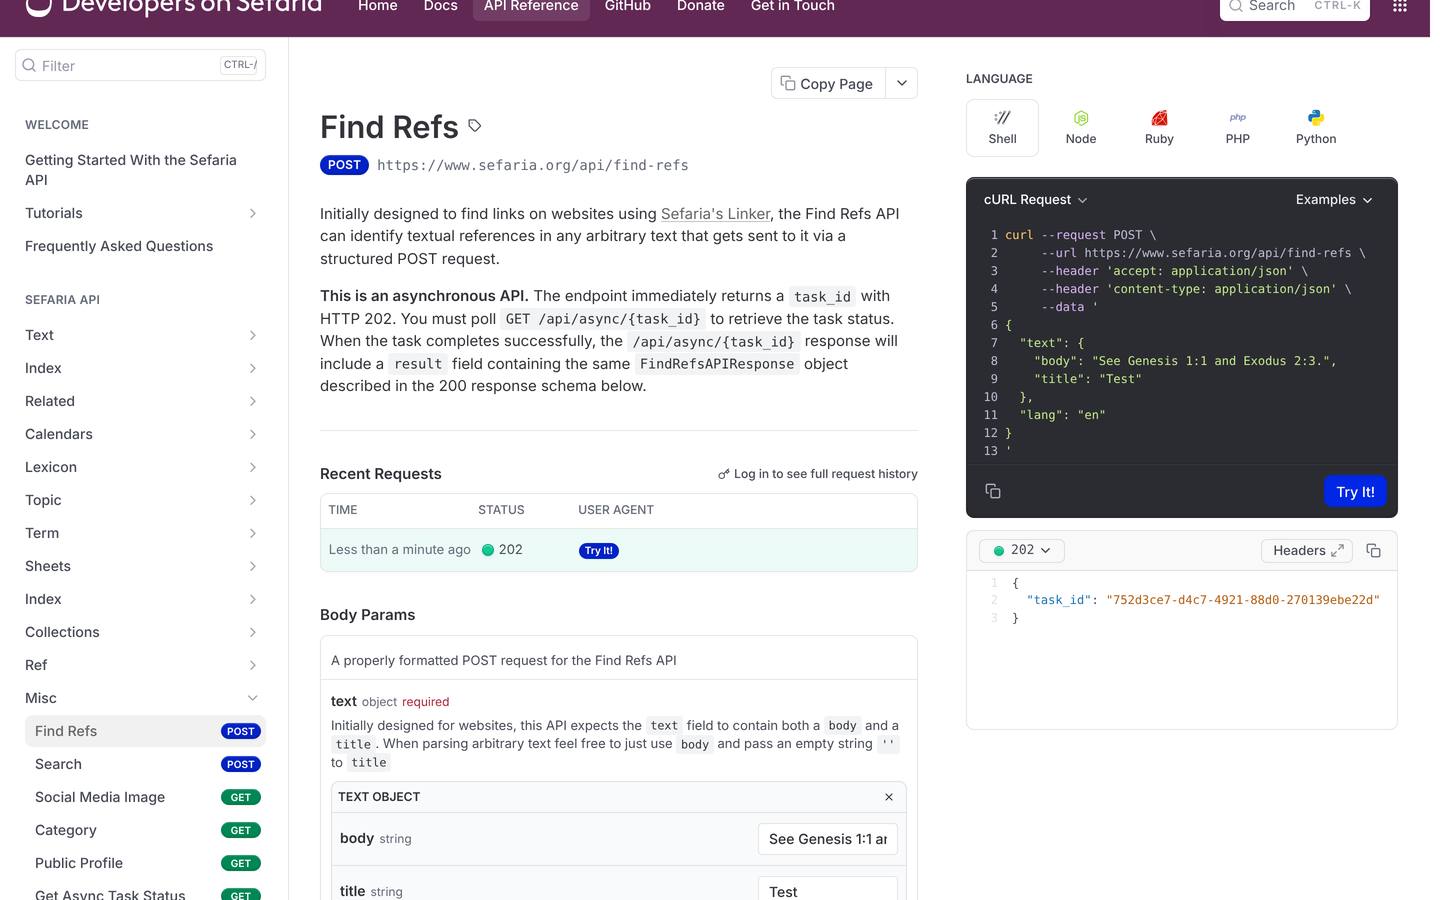 Developers on Sefaria
Home
Docs
API Reference
GitHub
Donate
Get in Touch
Search CTRL-K
Filter
CTRL-/
WELCOME
Getting Started With the Sefaria
API
Tutorials
Frequently Asked Questions
SEFARIA API
Text
Index
Related
Calendars
Lexicon
Topic
Term
Sheets
Index
Collections
Ref
Misc
Find Refs POST
Search POST
Social Media Image GET
Category GET
Public Profile GET
Get Async Task Status GET
Copy Page
Find Refs
POST https://www.sefaria.org/api/find-refs
Initially designed to find links on websites using Sefaria's Linker, the Find Refs API
can identify textual references in any arbitrary text that gets sent to it via a
structured POST request.
This is an asynchronous API. The endpoint immediately returns a task_id with
HTTP 202. You must poll GET /api/async/{task_id} to retrieve the task status.
When the task completes successfully, the /api/async/{task_id} response will
include a result field containing the same FindRefsAPIResponse object
described in the 200 response schema below.
Recent Requests
Log in to see full request history
TIME STATUS USER AGENT
Less than a minute ago 202 Try It!
Body Params
A properly formatted POST request for the Find Refs API
text object required
Initially designed for websites, this API expects the text field to contain both a body and a
title . When parsing arbitrary text feel free to just use body and pass an empty string ''
to title
TEXT OBJECT
body string
See Genesis 1:1 ar
title string
Test
LANGUAGE
Shell
Node
php
Ruby
PHP
Python
cURL Request
Examples
1 curl --request POST \
2 --url https://www.sefaria.org/api/find-refs \
3 --header 'accept: application/json' \
4 --header 'content-type: application/json' \
5 --data '
6 {
7 "text": {
8 "body": "See Genesis 1:1 and Exodus 2:3.",
9 "title": "Test"
10 },
11 "lang": "en"
12 }
13 '
Try It!
202
Headers
1 {
2 "task_id": "752d3ce7-d4c7-4921-88d0-270139ebe22d"
3 }